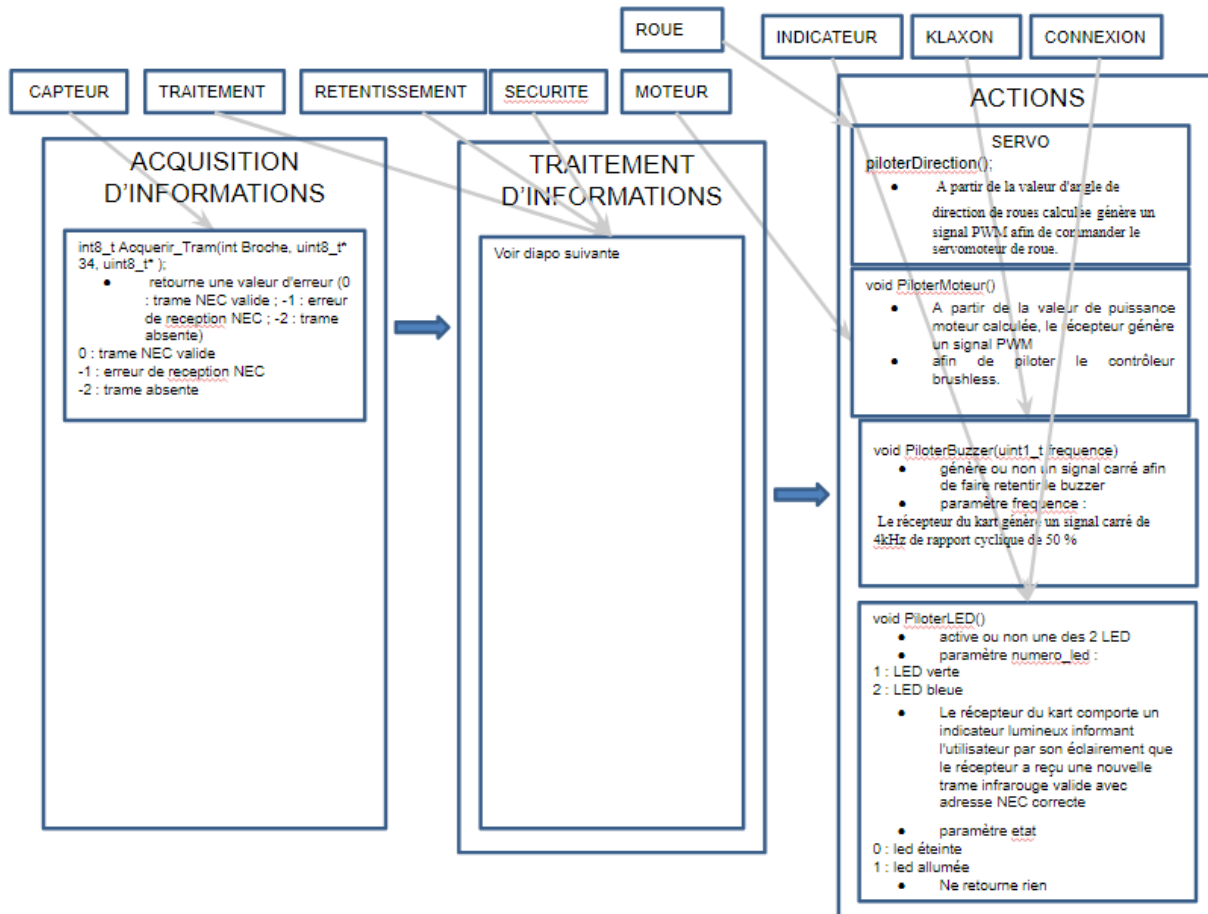 ROUE
INDICATEUR
KLAXON
CONNEXION
CAPTEUR
TRAITEMENT
RETENTISSEMENT
SECURITE
MOTEUR
ACQUISITION
D'INFORMATIONS
int8_t Acquerir_Tram(int Broche, uint8_t*
34, uint8_t* );
● retourne une valeur d'erreur (0
: trame NEC valide ; -1 : erreur
de reception NEC ; -2 : trame
absente)
0 : trame NEC valide
-1 : erreur de reception NEC
-2 : trame absente
TRAITEMENT
D'INFORMATIONS
Voir diapo suivante
ACTIONS
SERVO
piloterDirection();
● A partir de la valeur d'angle de
direction de roues calculée génère un
signal PWM afin de commander le
servomoteur de roue.
void PiloterMoteur()
● A partir de la valeur de puissance
moteur calculée, le récepteur génère
un signal PWM
● afin de piloter le contrôleur
brushless.
void PiloterBuzzer(uint1_t frequence)
● génère ou non un signal carré afin
de faire retentir le buzzer
● paramètre frequence :
Le récepteur du kart génère un signal carré de
4kHz de rapport cyclique de 50 %
void PiloterLED()
● active ou non une des 2 LED
● paramètre numero_led :
1 : LED verte
2 : LED bleue
● Le récepteur du kart comporte un
indicateur lumineux informant
l'utilisateur par son éclairement que
le récepteur a reçu une nouvelle
trame infrarouge valide avec
adresse NEC correcte
● paramètre etat
0 : led éteinte
1 : led allumée
● Ne retourne rien